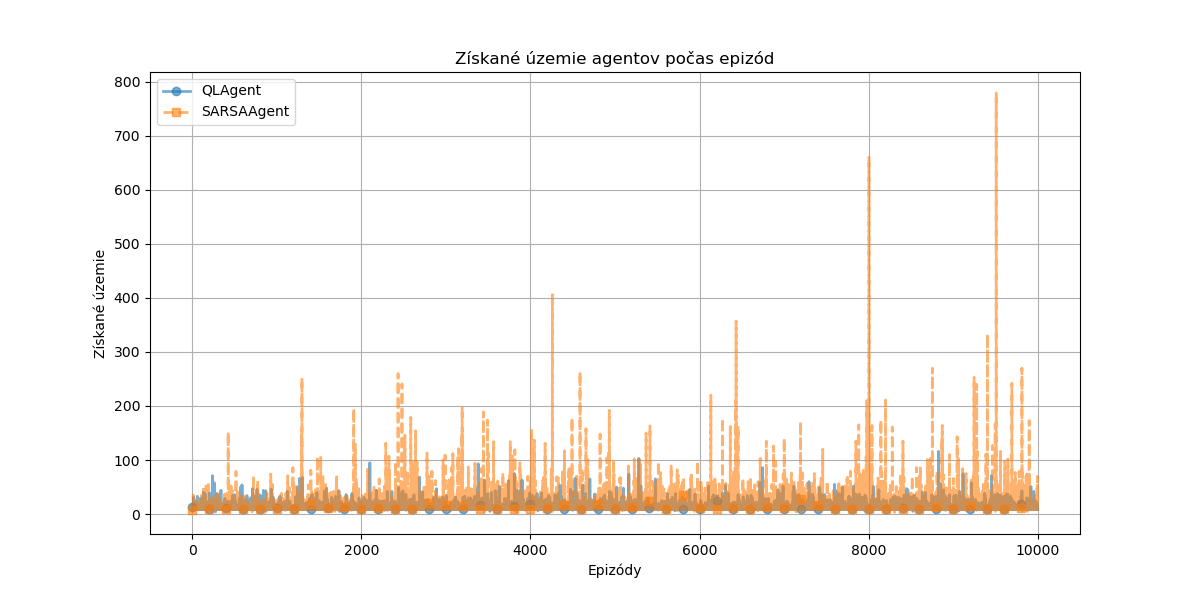 Získané územie agentov počas epizód
QLAgent
SARSAAgent
800
700
600
500
400
300
200
100
0
Získané územie
0 2000 4000 6000 8000 10000
Epizódy